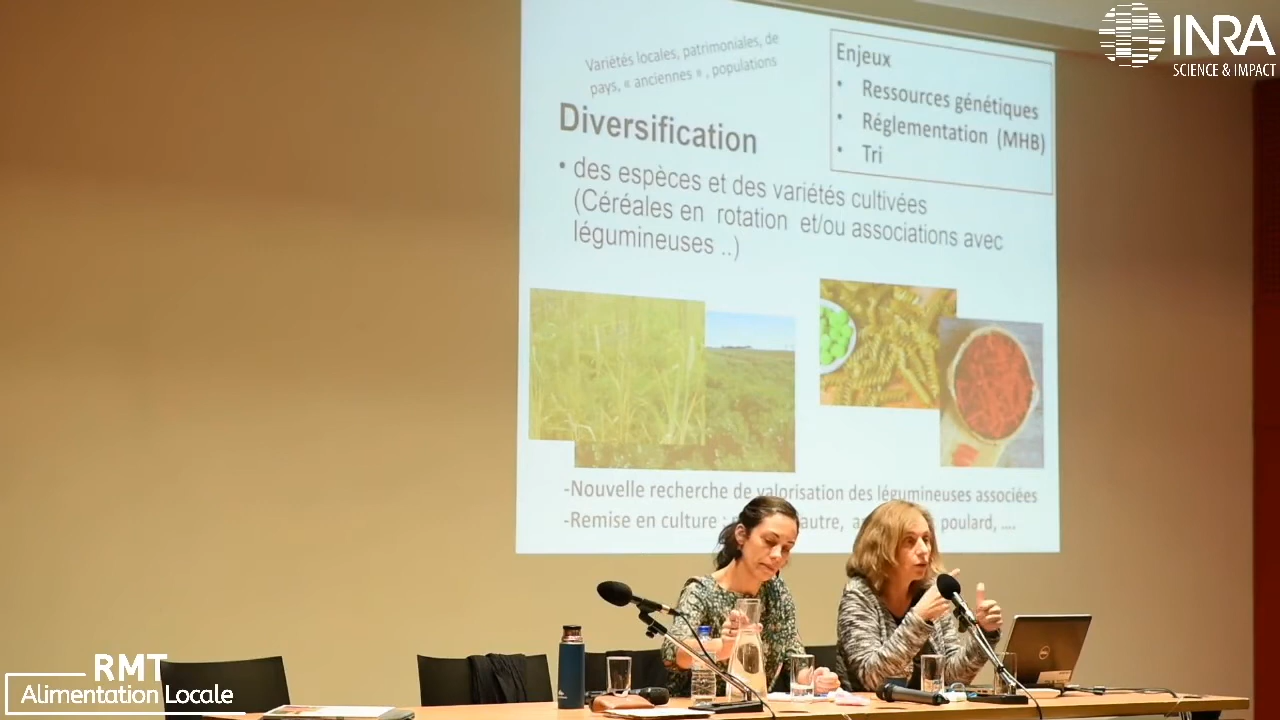 INRA
SCIENCE & IMPACT
Variétés locales, patrimoniales, de
pays, « anciennes » , populations
Enjeux
• Ressources génétiques
• Réglementation (MHB)
• Tri
Diversification
• des espèces et des variétés cultivées
(Céréales en rotation et/ou associations avec
légumineuses ..)
-Nouvelle recherche de valorisation des légumineuses associées
-Remise en culture : autre, poulard, ....
DELL
RMT
Alimentation Locale